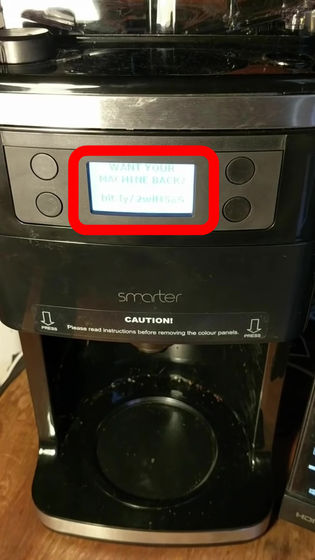 WANT YOUR
MACHINE BACK?
smarter
CAUTION!
Please read instructions before removing the colour panels.
PRESS
PRESS